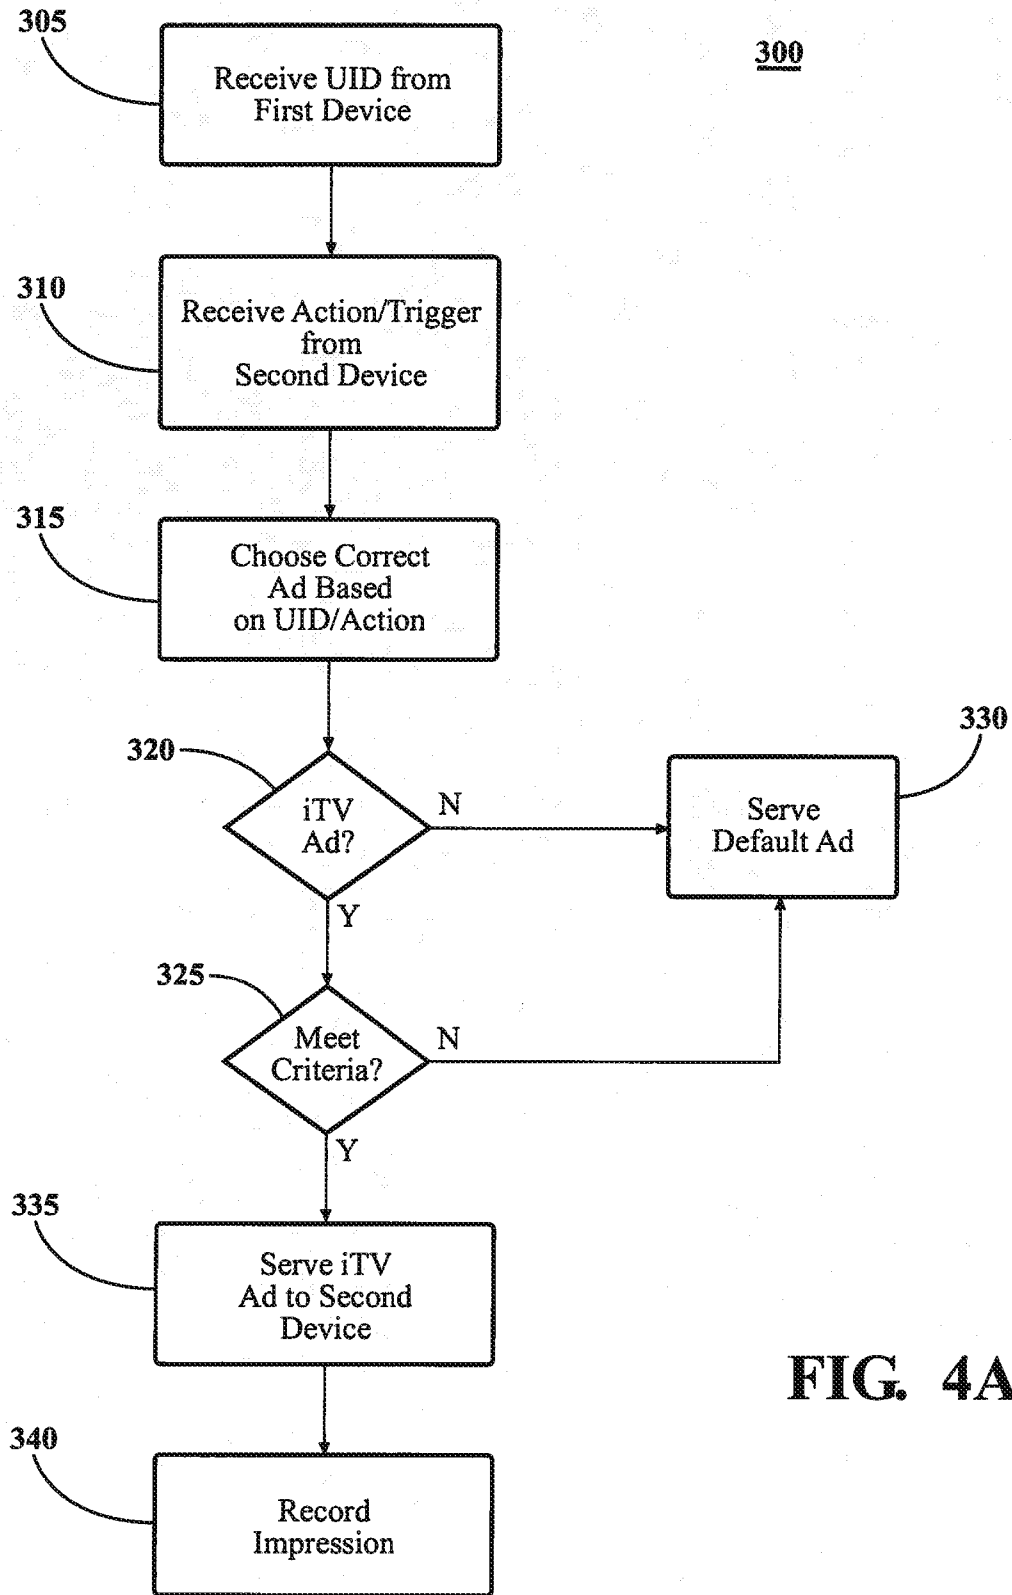 305
300
Receive UID from
First Device
310
Receive Action/Trigger
from
Second Device
315
Choose Correct
Ad Based
on UID/Action
320
iTV
Ad?
N
Y
330
Serve
Default Ad
325
Meet
Criteria?
N
Y
335
Serve iTV
Ad to Second
Device
340
Record
Impression
FIG. 4A